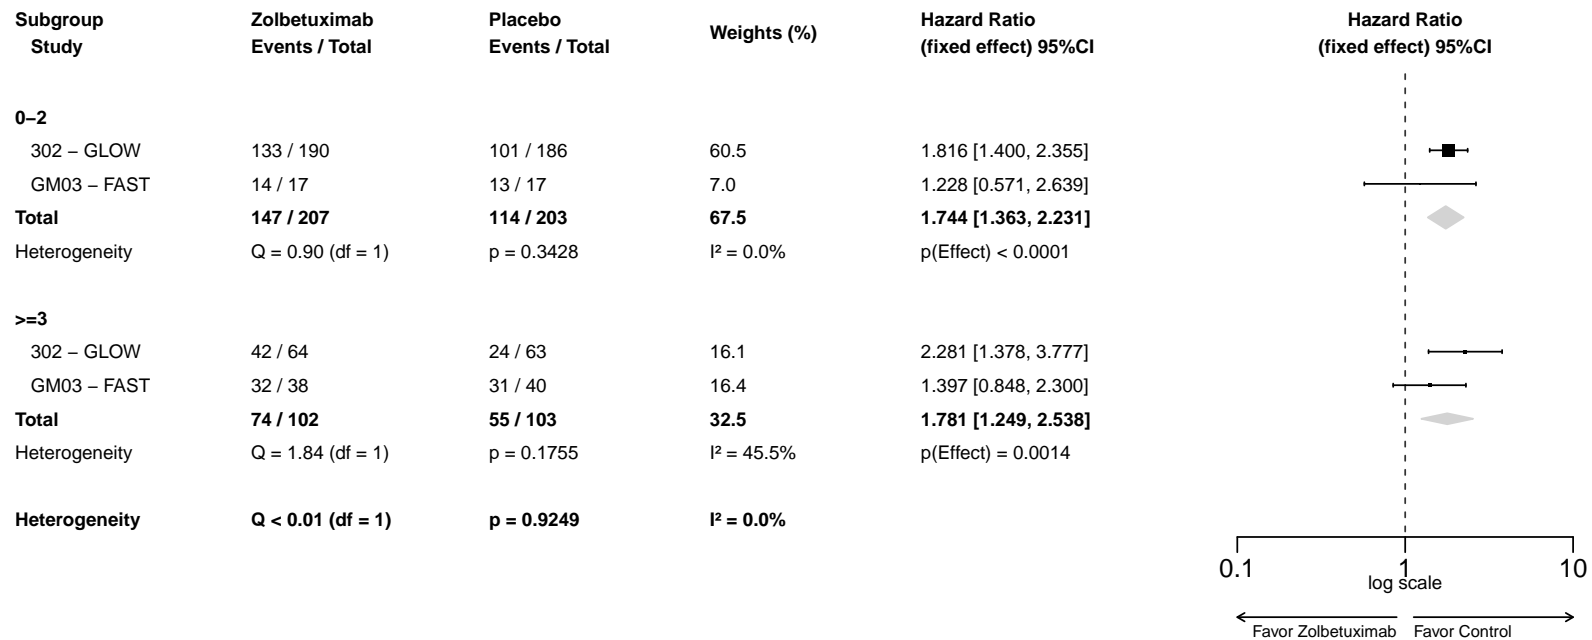 Subgroup Zolbetuximab Placebo Weights (%) Hazard Ratio Hazard Ratio
Study Events / Total Events / Total (fixed effect) 95%CI (fixed effect) 95%CI
0−2
302 − GLOW 133 / 190 101 / 186 60.5 1.816 [1.400, 2.355]
GM03 − FAST 14 / 17 13 / 17 7.0 1.228 [0.571, 2.639]
Total 147 / 207 114 / 203 67.5 1.744 [1.363, 2.231]
Heterogeneity Q = 0.90 (df = 1) p = 0.3428 I² = 0.0% p(Effect) < 0.0001
>=3
302 − GLOW 42 / 64 24 / 63 16.1 2.281 [1.378, 3.777]
GM03 − FAST 32 / 38 31 / 40 16.4 1.397 [0.848, 2.300]
Total 74 / 102 55 / 103 32.5 1.781 [1.249, 2.538]
Heterogeneity Q = 1.84 (df = 1) p = 0.1755 I² = 45.5% p(Effect) = 0.0014
Heterogeneity Q < 0.01 (df = 1) p = 0.9249 I² = 0.0%
0.1 1 10
log scale
Favor Zolbetuximab Favor Control